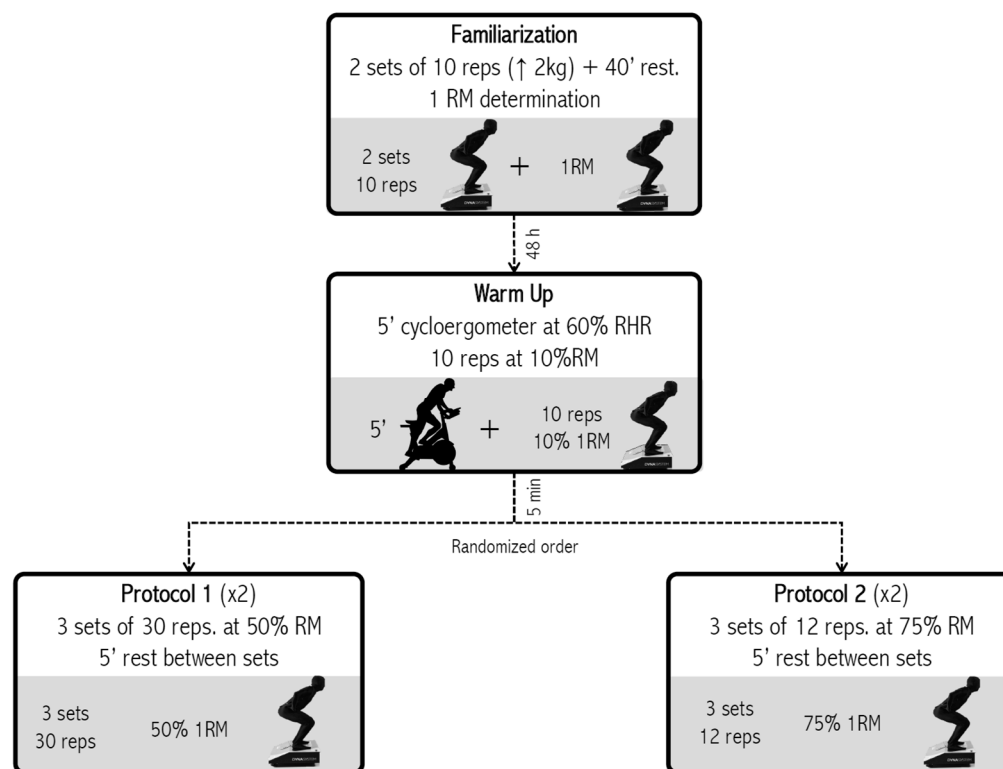 Familiarization
2 sets of 10 reps (↑ 2kg) + 40' rest.
1 RM determination
2 sets
10 reps
+
1RM
48 h
Warm Up
5' cycloergometer at 60% RHR
10 reps at 10%RM
5'
+
10 reps
10% 1RM
5 min
Randomized order
Protocol 1 (x2)
3 sets of 30 reps. at 50% RM
5' rest between sets
3 sets
30 reps
50% 1RM
Protocol 2 (x2)
3 sets of 12 reps. at 75% RM
5' rest between sets
3 sets
12 reps
75% 1RM